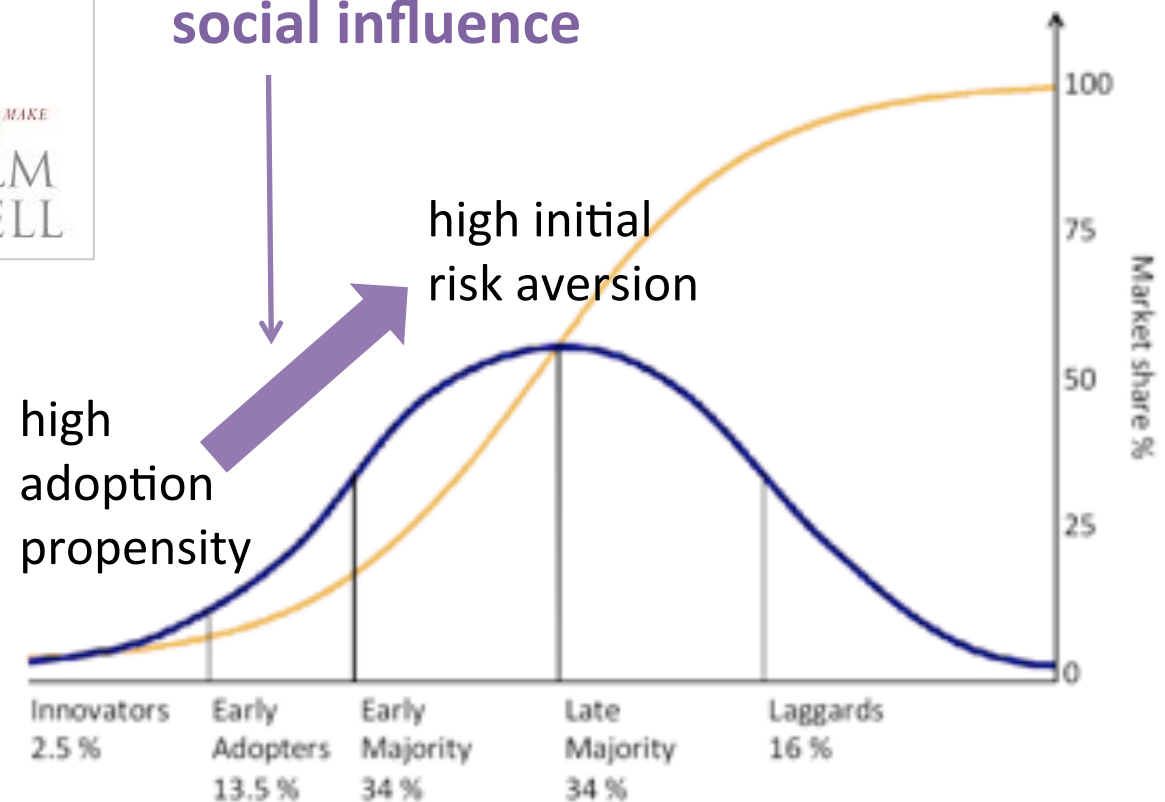 social influence
MAKE
high initial
risk aversion
high
adoption
propensity
100
75
50
25
0
Market share %
Innovators
2.5 %
Early
Adopters
13.5 %
Early
Majority
34 %
Late
Majority
34 %
Laggards
16 %